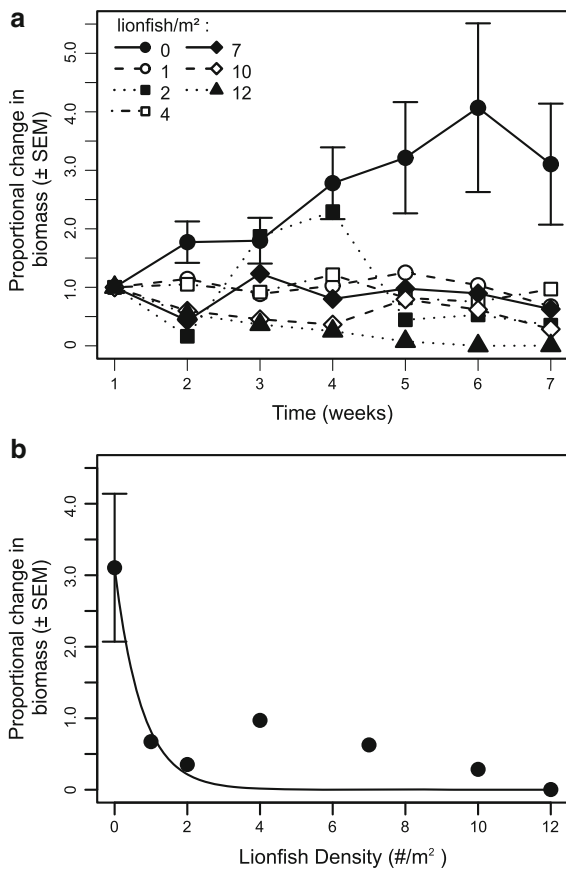 a
lionfish/m² :
0 7
1 10
2 12
4
Proportional change in
biomass (± SEM)
5.0
4.0
3.0
2.0
1.0
0
1 2 3 4 5 6 7
Time (weeks)
b
Proportional change in
biomass (± SEM)
4.0
3.0
2.0
1.0
0
0 2 4 6 8 10 12
Lionfish Density (#/m² )